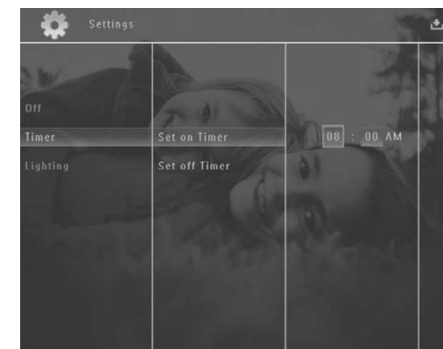 Settings
Off
Timer
Set on Timer
08 : 00 AM
Lighting
Set off Timer